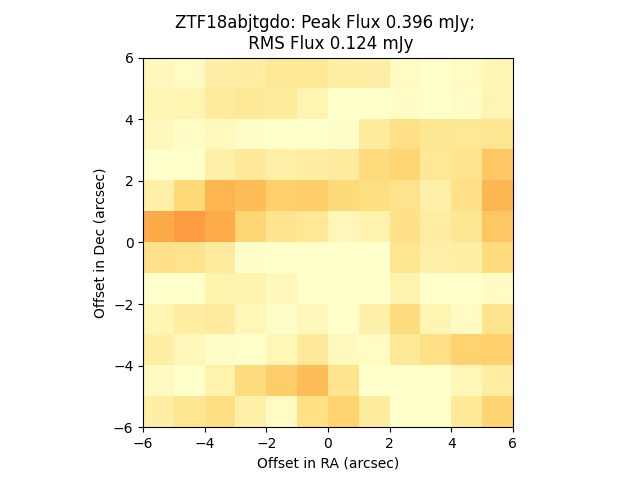 ZTF18abjtgdo: Peak Flux 0.396 mJy;
RMS Flux 0.124 mJy
6
4
2
0
−2
−4
−6
Offset in Dec (arcsec)
−6 −4 −2 0 2 4 6
Offset in RA (arcsec)